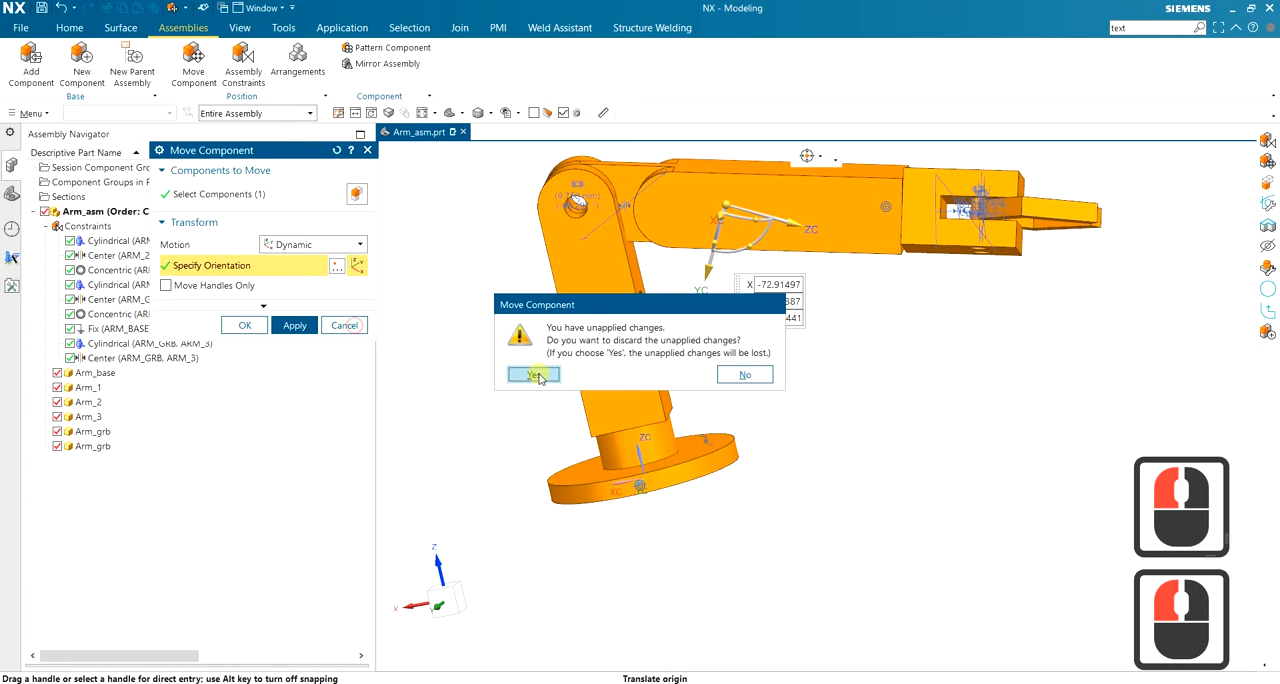 NX
Window
NX - Modeling
SIEMENS
File
Home
Surface
Assemblies
View
Tools
Application
Selection
Join
PMI
Weld Assistant
Structure Welding
text
Add
Component
New
Component
New Parent
Assembly
Move
Component
Assembly
Constraints
Arrangements
Pattern Component
Mirror Assembly
Base
Position
Component
Menu
Entire Assembly
Assembly Navigator
Descriptive Part Name
Session Component Gr
Component Groups in P
Sections
Arm_asm (Order: C
Constraints
Cylindrical (ARN
Center (ARM_2
Concentric (ARI
Cylindrical (ARN
Center (ARM_G
Concentric (ARI
Fix (ARM_BASE
Cylindrical (ARM_GRB, ARM_3)
Center (ARM_GRB, ARM_3)
Arm_base
Arm_1
Arm_2
Arm_3
Arm_grb
Arm_grb
Move Component
Components to Move
Select Components (1)
Transform
Motion
Dynamic
Specify Orientation
Move Handles Only
OK
Apply
Cancel
Arm_asm.prt
XC
ZC
YC
X -72.91497
387
441
Move Component
You have unapplied changes.
Do you want to discard the unapplied changes?
(If you choose 'Yes', the unapplied changes will be lost.)
Yes
No
ZC
XC
YC
Z
X
Drag a handle or select a handle for direct entry; use Alt key to turn off snapping
Translate origin